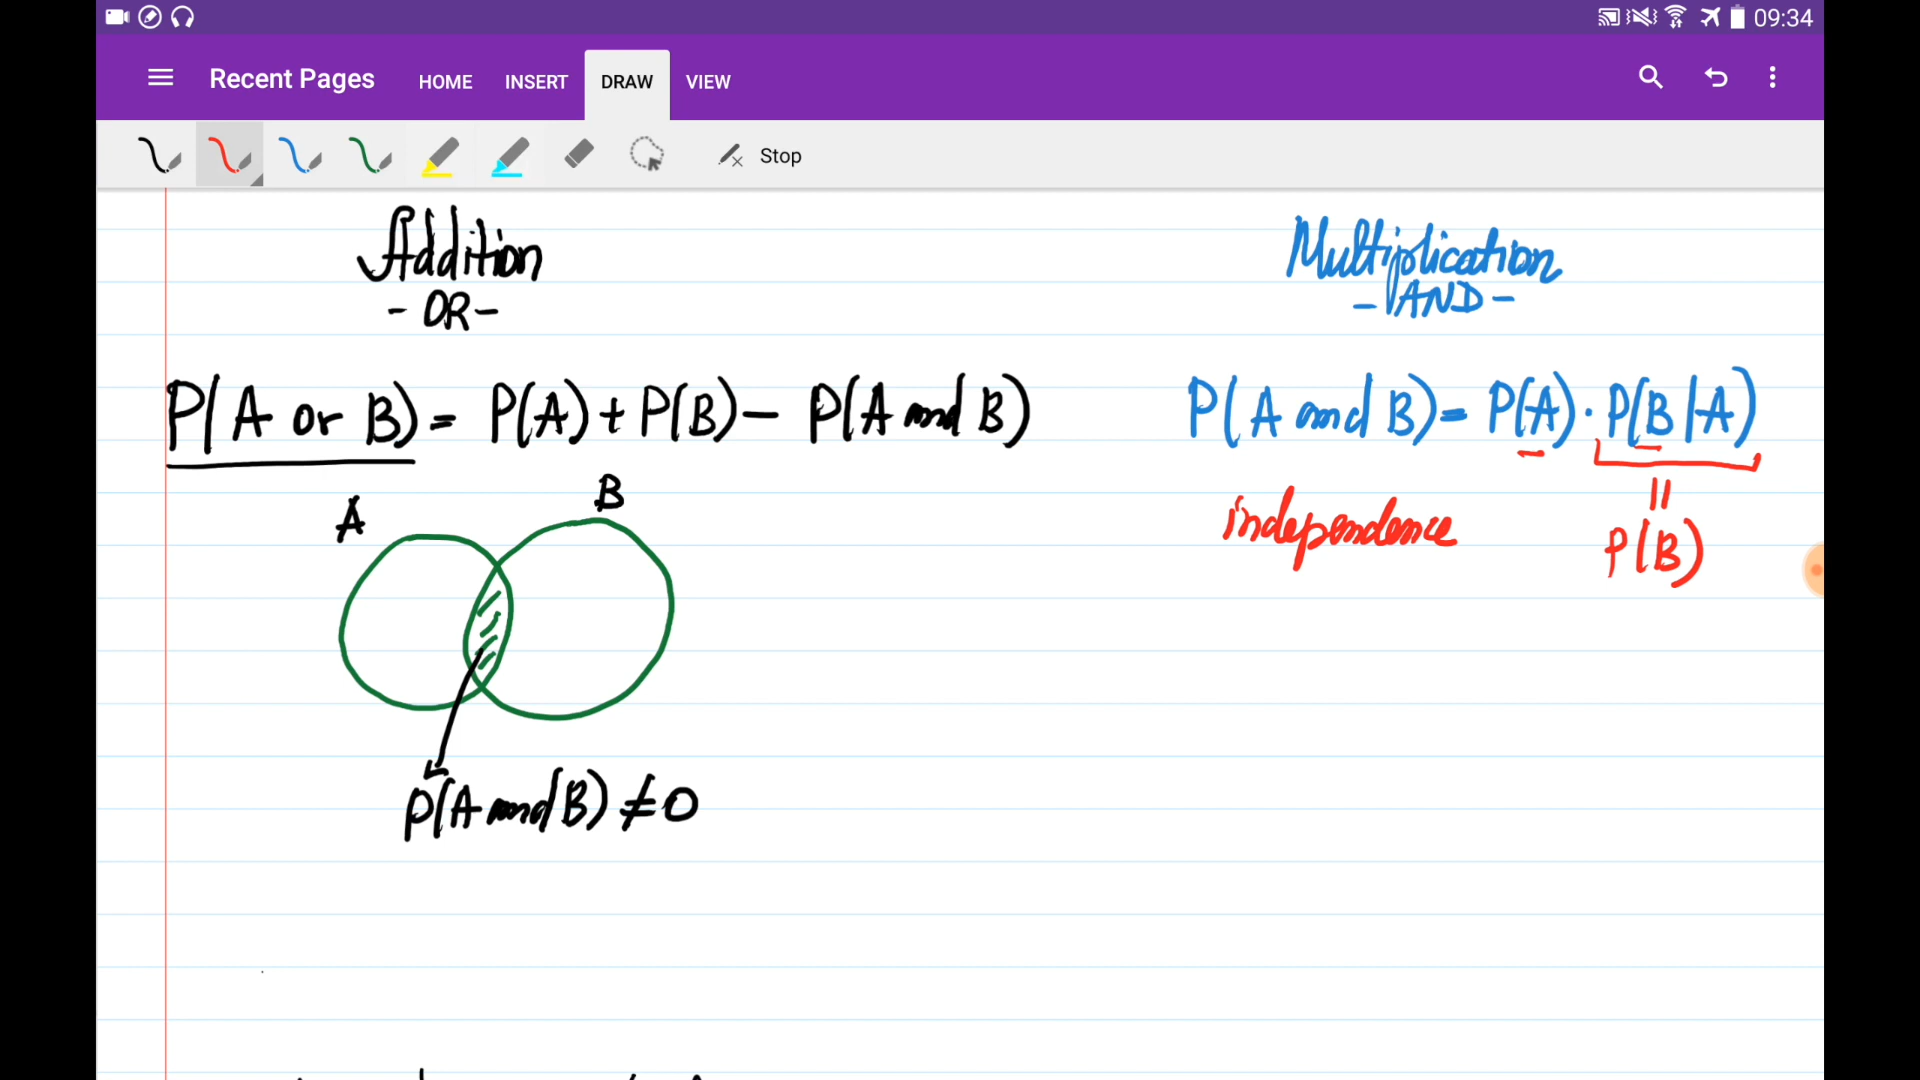 09:34
Recent Pages HOME INSERT DRAW VIEW
Stop
Addition
- OR -
P(A or B) = P(A) + P(B) - P(A and B)
A
B
P(A and B) ≠ 0
Multiplication
- AND -
P(A and B) = P(A) · P(B|A)
independence
=
P(B)